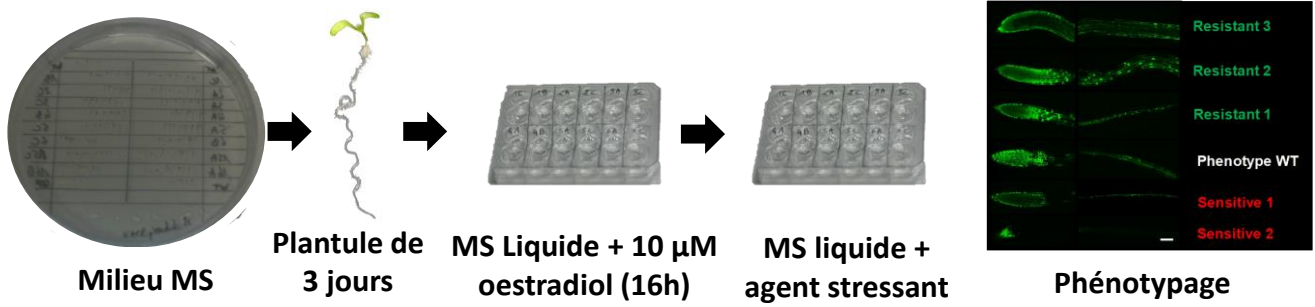 Resistant 3
Resistant 2
Resistant 1
Phenotype WT
Sensitive 1
Sensitive 2
Milieu MS
Plantule de
3 jours
MS Liquide + 10 µM
oestradiol (16h)
MS liquide +
agent stressant
Phénotypage